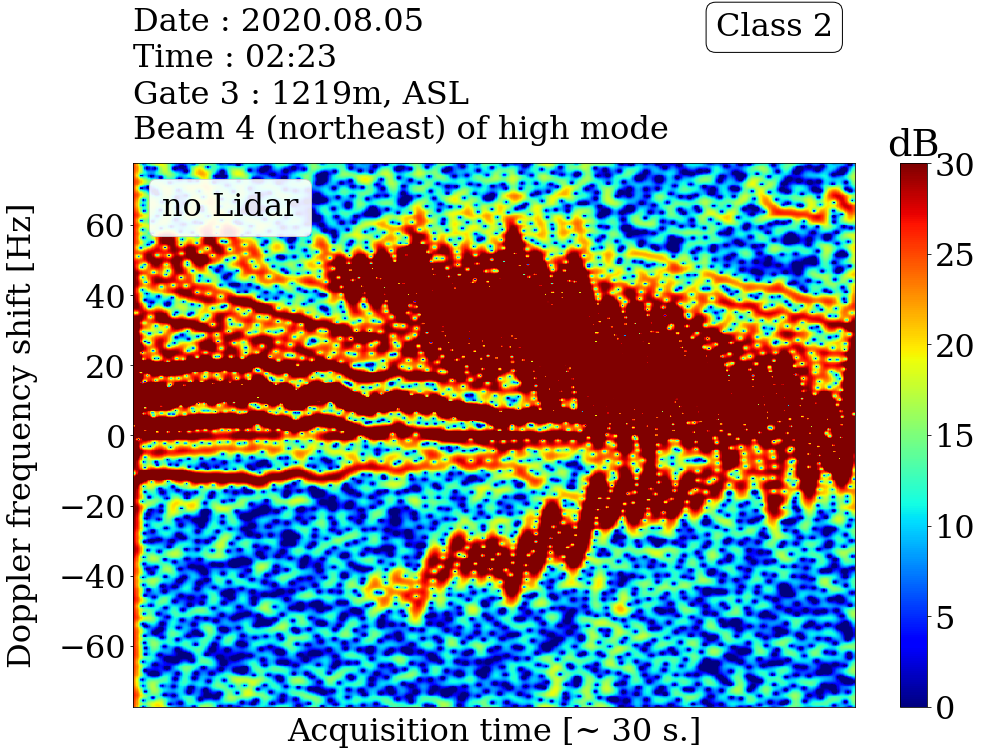 Date : 2020.08.05
Time : 02:23
Gate 3 : 1219m, ASL
Beam 4 (northeast) of high mode
Class 2
dB
no Lidar
Doppler frequency shift [Hz]
60
40
20
0
−20
−40
−60
Acquisition time [~ 30 s.]
30
25
20
15
10
5
0